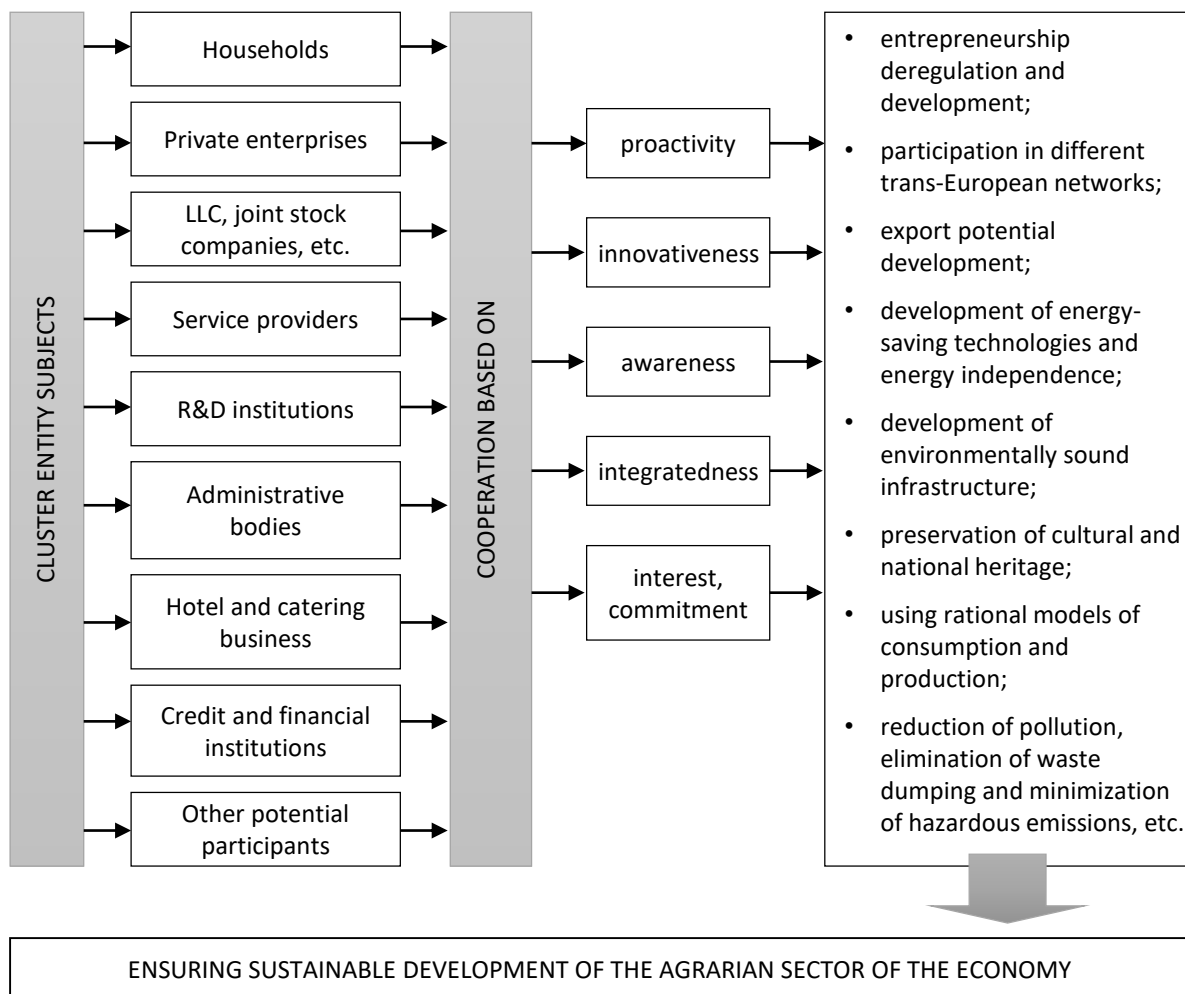 CLUSTER ENTITY SUBJECTS
Households
Private enterprises
LLC, joint stock
companies, etc.
Service providers
R&D institutions
Administrative
bodies
Hotel and catering
business
Credit and financial
institutions
Other potential
participants
COOPERATION BASED ON
proactivity
innovativeness
awareness
integratedness
interest,
commitment
• entrepreneurship
deregulation and
development;
• participation in different
trans-European networks;
• export potential
development;
• development of energy-
saving technologies and
energy independence;
• development of
environmentally sound
infrastructure;
• preservation of cultural and
national heritage;
• using rational models of
consumption and
production;
• reduction of pollution,
elimination of waste
dumping and minimization
of hazardous emissions, etc.
ENSURING SUSTAINABLE DEVELOPMENT OF THE AGRARIAN SECTOR OF THE ECONOMY